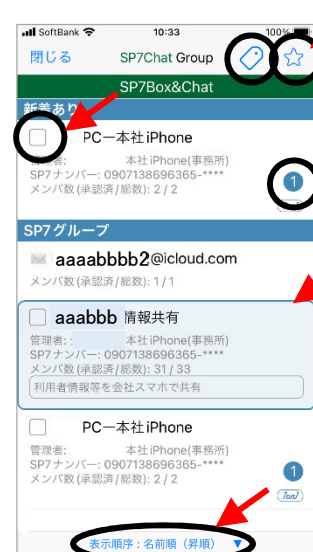 SoftBank 10:33 100%
閉じる SP7Chat Group
SP7Box&Chat
新着あり
PC一本社iPhone
管理者: 本社iPhone(事務所)
SP7ナンバー: 09071386​96365-****
メンバ数(承認済/総数): 2 / 2
1
SP7グループ
aaaabbbb2@icloud.com
メンバ数(承認済/総数): 1 / 1
aaabbb 情報共有
管理者: 本社iPhone(事務所)
SP7ナンバー: 0907138696365-****
メンバ数(承認済/総数): 31 / 33
利用者情報等を会社スマホで共有
PC一本社iPhone
管理者: 本社iPhone(事務所)
SP7ナンバー: 0907138696365-****
メンバ数(承認済/総数): 2 / 2
1
表示順序:名前順(昇順) ▼